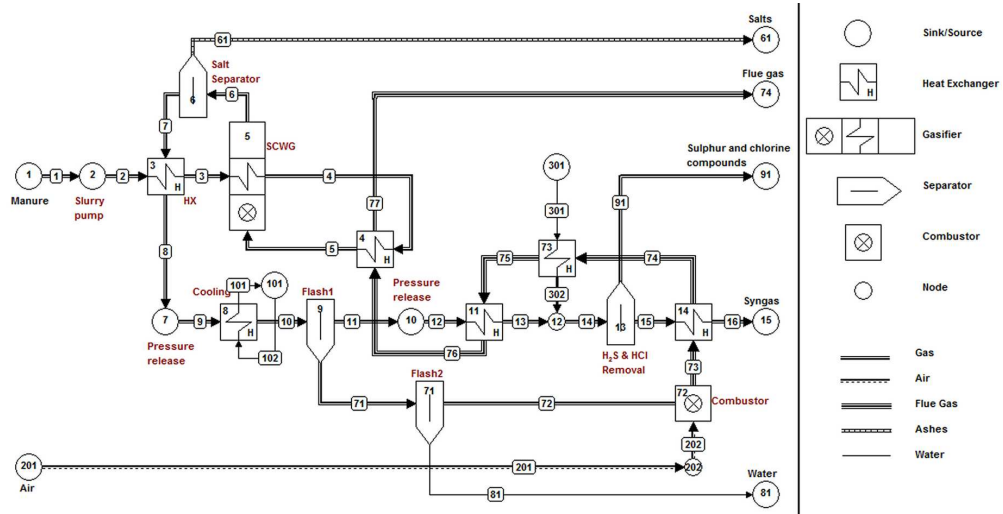 Salts
61
61
Salt
Separator
6
6
7
5
SCWG
Flue gas
74
Sulphur and chlorine
compounds
91
91
301
301
1
Manure
1
2
Slurry
pump
2
3
H
HX
3
4
77
5
4
H
8
7
Pressure
release
9
Cooling
101
101
8
H
102
10
Flash1
9
11
Pressure
release
10
12
11
H
76
75
73
H
302
74
13
12
14
13
H2S & HCl
Removal
15
14
H
16
Syngas
15
73
71
Flash2
71
72
72
Combustor
202
202
201
Air
201
81
Water
81
Sink/Source
H
Heat Exchanger
Gasifier
Separator
Combustor
Node
Gas
Air
Flue Gas
Ashes
Water